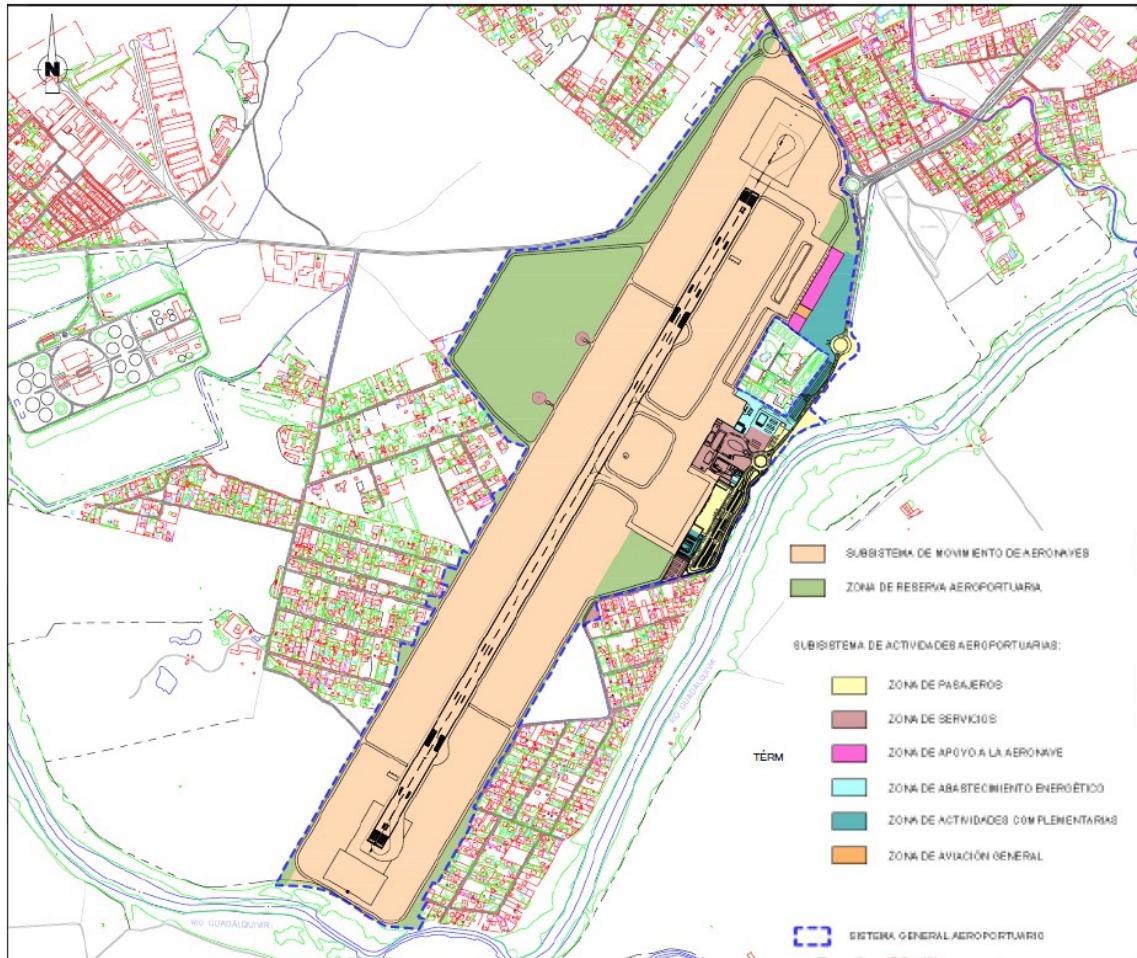 N
SUBSISTEMA DE MOVIMIENTO DE AERONAVES
ZONA DE RESERVA AEROPORTUARIA
SUBSISTEMA DE ACTIVIDADES AEROPORTUARIAS:
ZONA DE PASAJEROS
ZONA DE SERVICIOS
ZONA DE APOYO A LA AERONAVE
ZONA DE ABASTECIMIENTO ENERGÉTICO
ZONA DE ACTIVIDADES COMPLEMENTARIAS
ZONA DE AVIACIÓN GENERAL
SISTEMA GENERAL AEROPORTUARIO
TÉRM
RIO GUADALQUIVIR
RIO GUADALQUIVIR